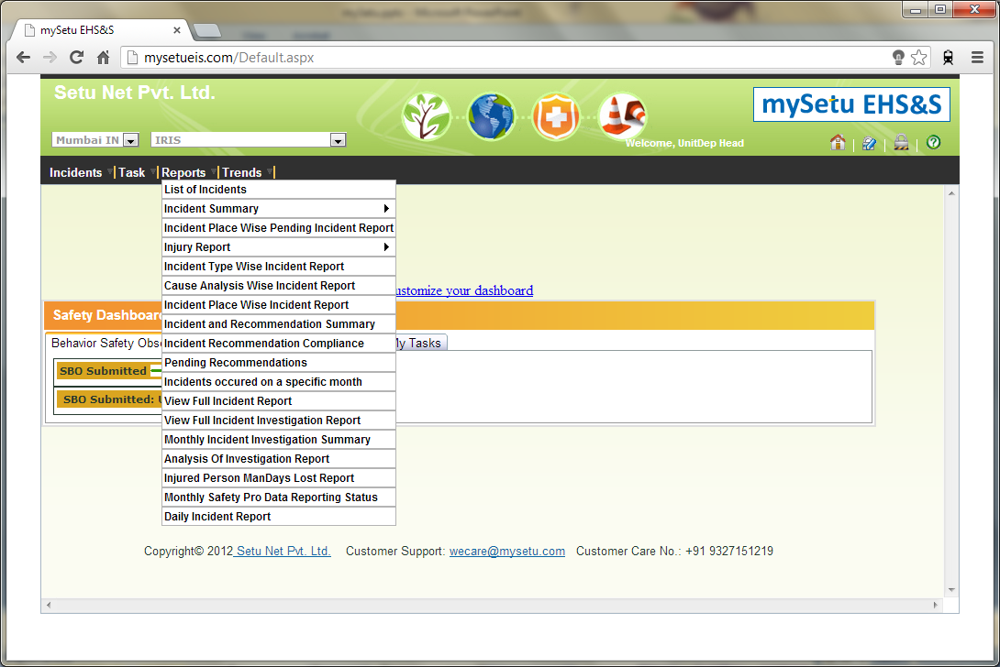 mySetu EHS&S
mysetueis.com/Default.aspx
Setu Net Pvt. Ltd.
mySetu EHS&S
Mumbai IN
IRIS
Welcome, UnitDep Head
Incidents
Task
Reports
Trends
List of Incidents
Incident Summary
Incident Place Wise Pending Incident Report
Injury Report
Incident Type Wise Incident Report
Cause Analysis Wise Incident Report
Incident Place Wise Incident Report
Incident and Recommendation Summary
Incident Recommendation Compliance
Pending Recommendations
Incidents occured on a specific month
View Full Incident Report
View Full Incident Investigation Report
Monthly Incident Investigation Summary
Analysis Of Investigation Report
Injured Person ManDays Lost Report
Monthly Safety Pro Data Reporting Status
Daily Incident Report
ustomize your dashboard
Safety Dashboar
Behavior Safety Obs
My Tasks
SBO Submitted
SBO Submitted: U
Copyright© 2012 Setu Net Pvt. Ltd. Customer Support: wecare@mysetu.com Customer Care No.: +91 9327151219